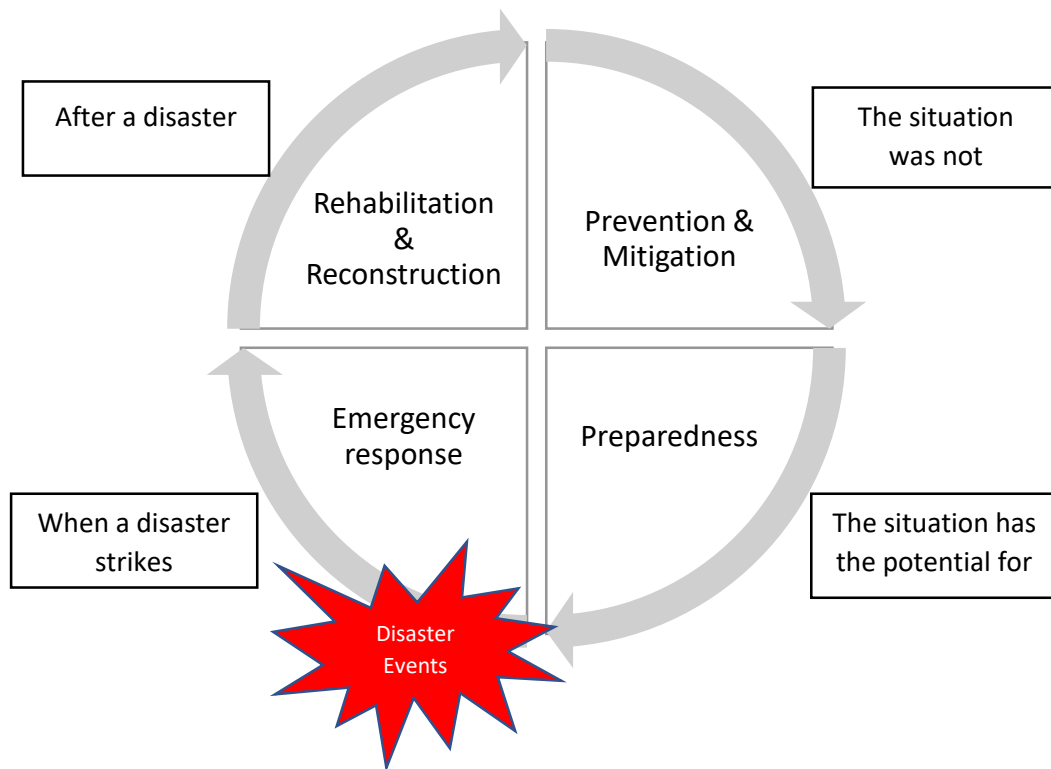 After a disaster
The situation
was not
Rehabilitation
&
Reconstruction
Prevention &
Mitigation
Emergency
response
Preparedness
When a disaster
strikes
The situation has
the potential for
Disaster
Events